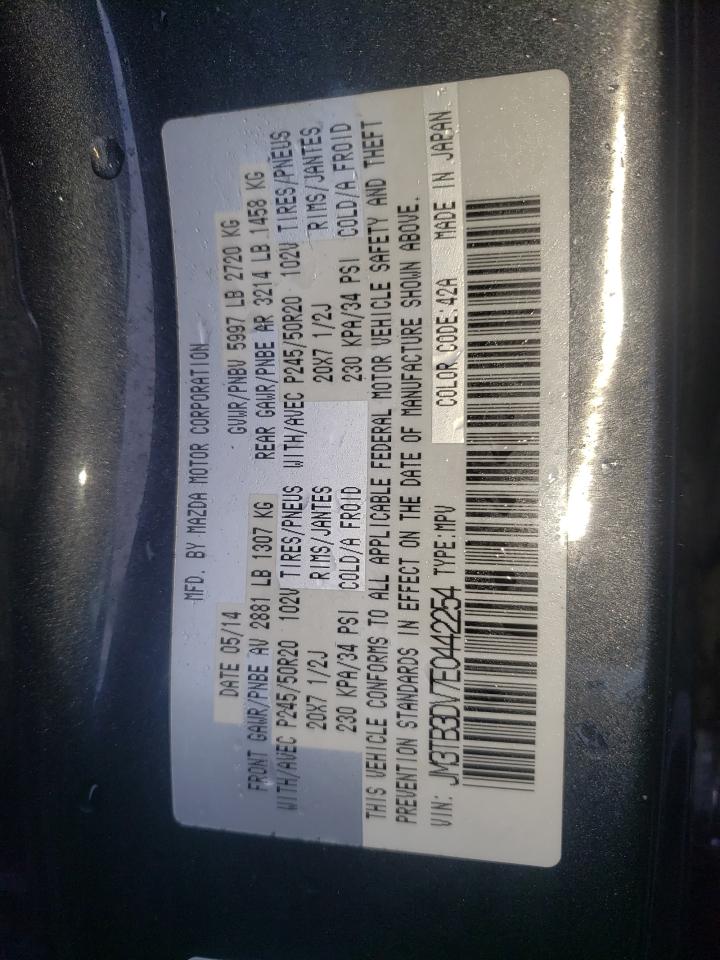 MFD. BY MAZDA MOTOR CORPORATION
DATE 05/14 GVWR/PNBV 5997 LB 2720 KG
FRONT GAWR/PNBE AV 2881 LB 1307 KG REAR GAWR/PNBE AR 3214 LB 1458 KG
WITH/AVEC P245/50R20 102V TIRES/PNEUS WITH/AVEC P245/50R20 102V TIRES/PNEUS
20X7 1/2J RIMS/JANTES 20X7 1/2J RIMS/JANTES
230 KPA/34 PSI COLD/A FROID 230 KPA/34 PSI COLD/A FROID
THIS VEHICLE CONFORMS TO ALL APPLICABLE FEDERAL MOTOR VEHICLE SAFETY AND THEFT
PREVENTION STANDARDS IN EFFECT ON THE DATE OF MANUFACTURE SHOWN ABOVE.
VIN: JM3TB3DV7E0442254 TYPE:MPV COLOR CODE:42A MADE IN JAPAN